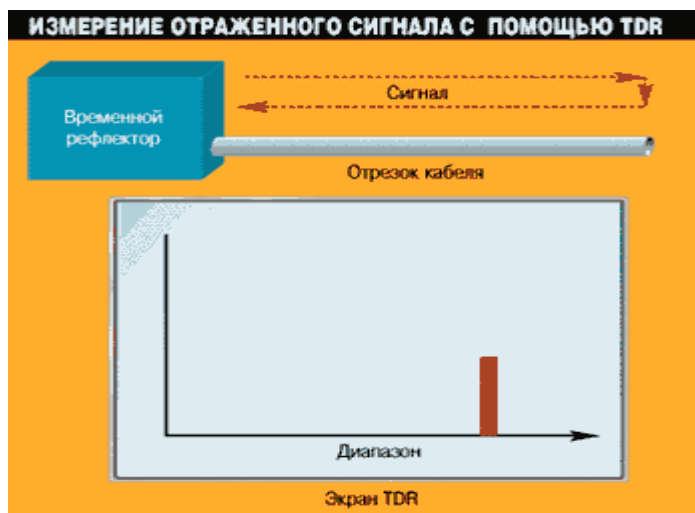 ИЗМЕРЕНИЕ ОТРАЖЕННОГО СИГНАЛА С ПОМОЩЬЮ TDR
Сигнал
Временной
рефлектор
Отрезок кабеля
Диапазон
Экран TDR